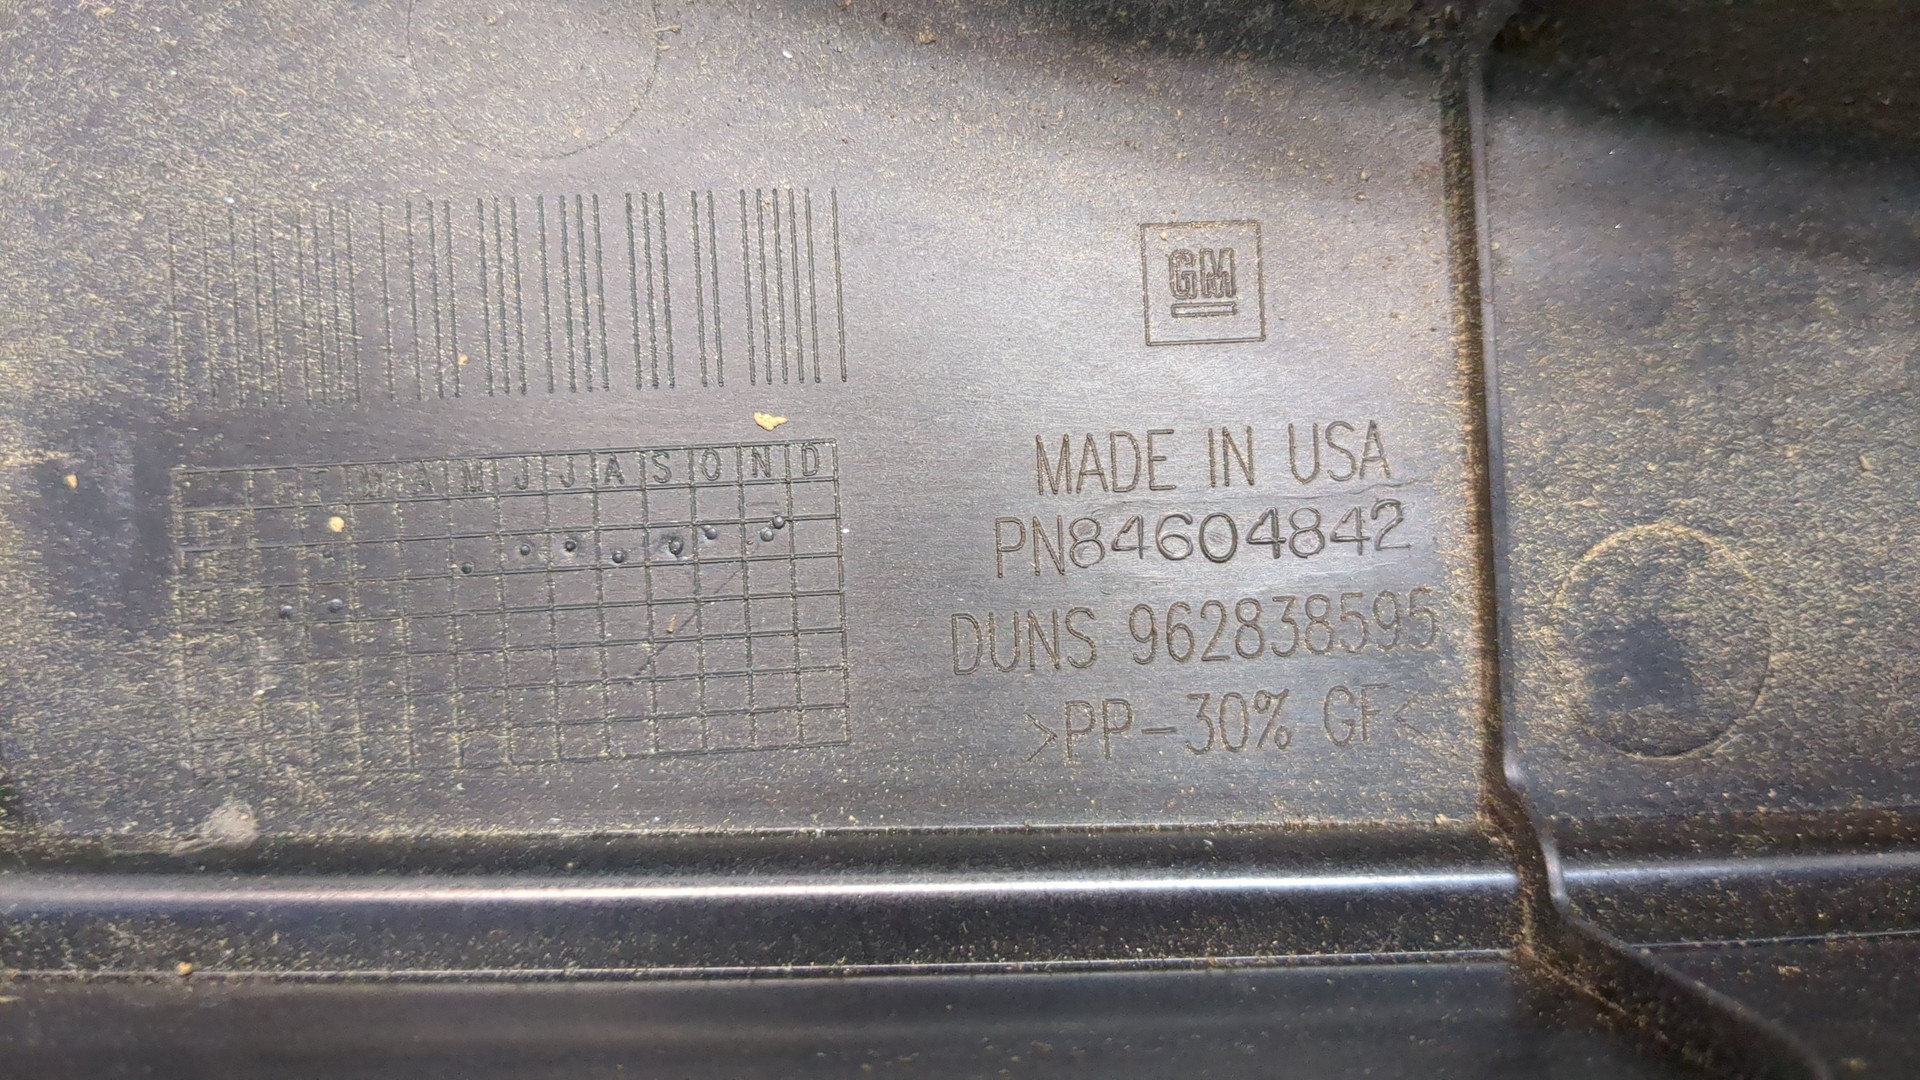 GM
F M A M J J A S O N D
MADE IN USA
PN84604842
DUNS 962838595
>PP-30% GF<